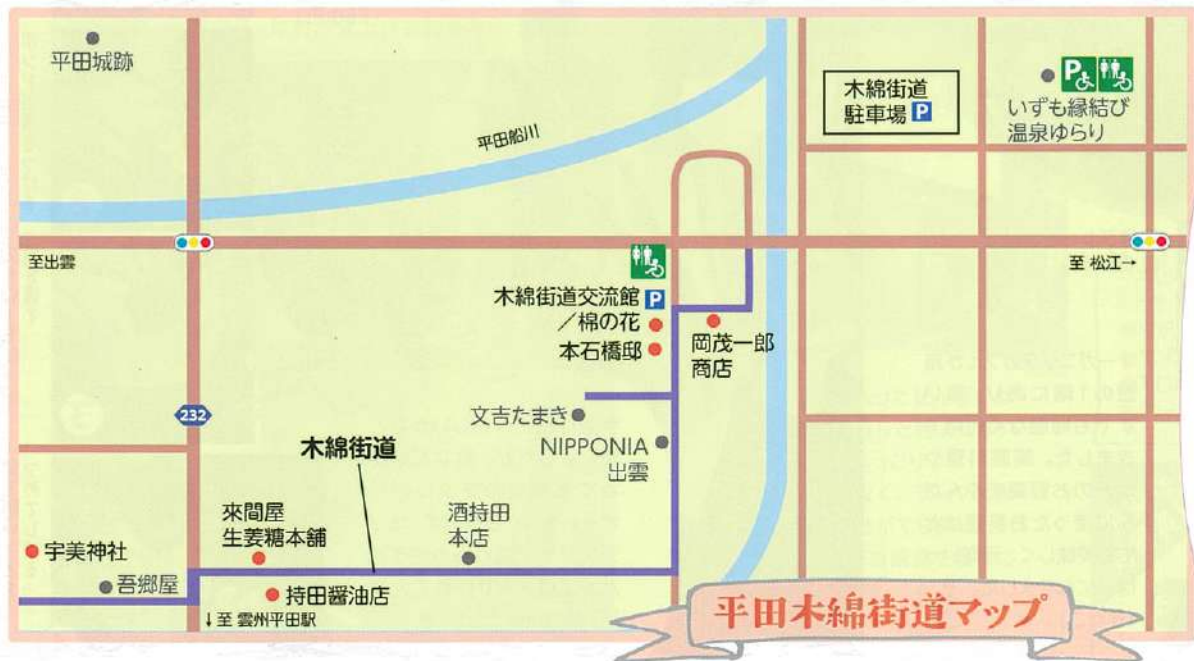 平田城跡
平田船川
木綿街道
駐車場 P
P
いずも縁結び
温泉ゆらり
至出雲
至 松江→
木綿街道交流館 P
／棉の花
本石橋邸
岡茂一郎
商店
232
文吉たまき
NIPPONIA
出雲
木綿街道
來間屋
生姜糖本舗
酒持田
本店
宇美神社
吾郷屋
持田醤油店
↓至 雲州平田駅
平田木綿街道マップ